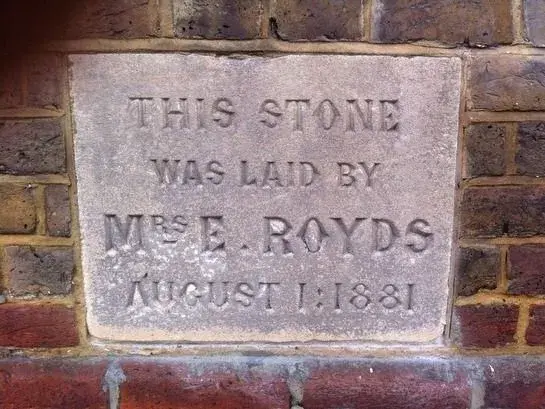 THIS STONE
WAS LAID BY
MRS E. ROYDS
AUGUST 1: 1881